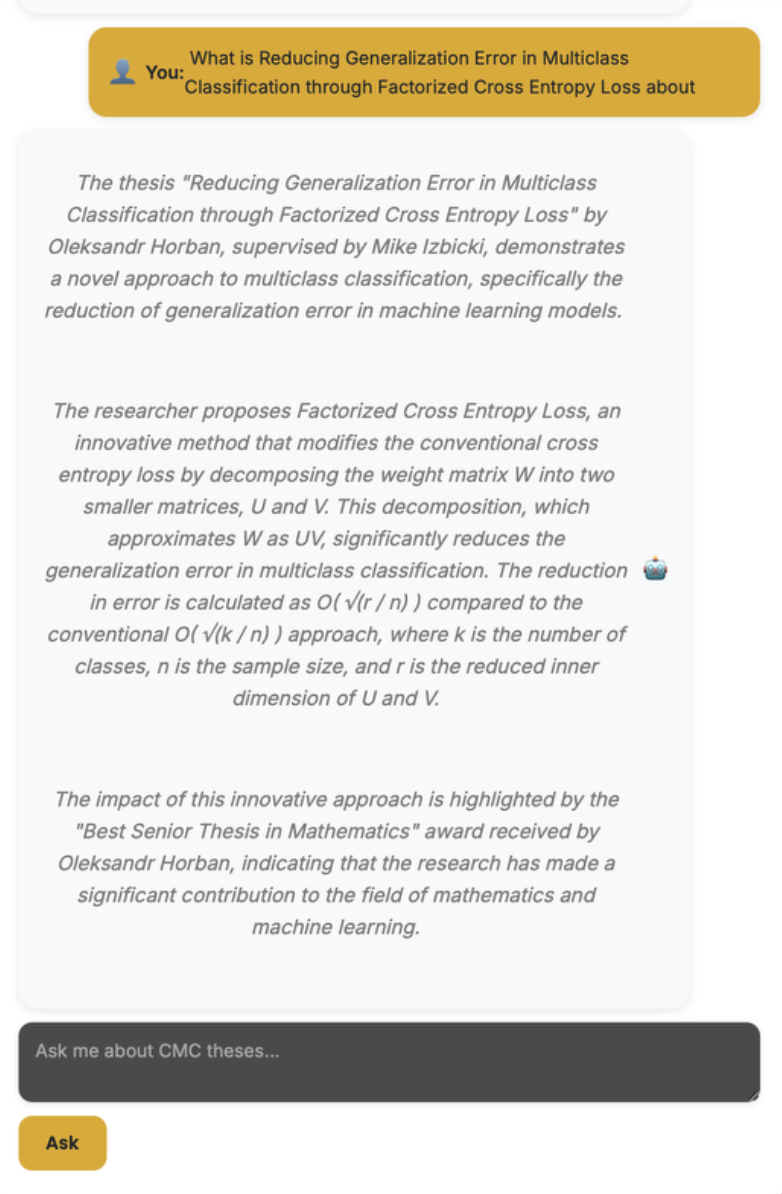 You: What is Reducing Generalization Error in Multiclass
Classification through Factorized Cross Entropy Loss about
The thesis "Reducing Generalization Error in Multiclass
Classification through Factorized Cross Entropy Loss" by
Oleksandr Horban, supervised by Mike Izbicki, demonstrates
a novel approach to multiclass classification, specifically the
reduction of generalization error in machine learning models.
The researcher proposes Factorized Cross Entropy Loss, an
innovative method that modifies the conventional cross
entropy loss by decomposing the weight matrix W into two
smaller matrices, U and V. This decomposition, which
approximates W as UV, significantly reduces the
generalization error in multiclass classification. The reduction
in error is calculated as O( √(r / n) ) compared to the
conventional O( √(k / n) ) approach, where k is the number of
classes, n is the sample size, and r is the reduced inner
dimension of U and V.
The impact of this innovative approach is highlighted by the
"Best Senior Thesis in Mathematics" award received by
Oleksandr Horban, indicating that the research has made a
significant contribution to the field of mathematics and
machine learning.
Ask me about CMC theses...
Ask